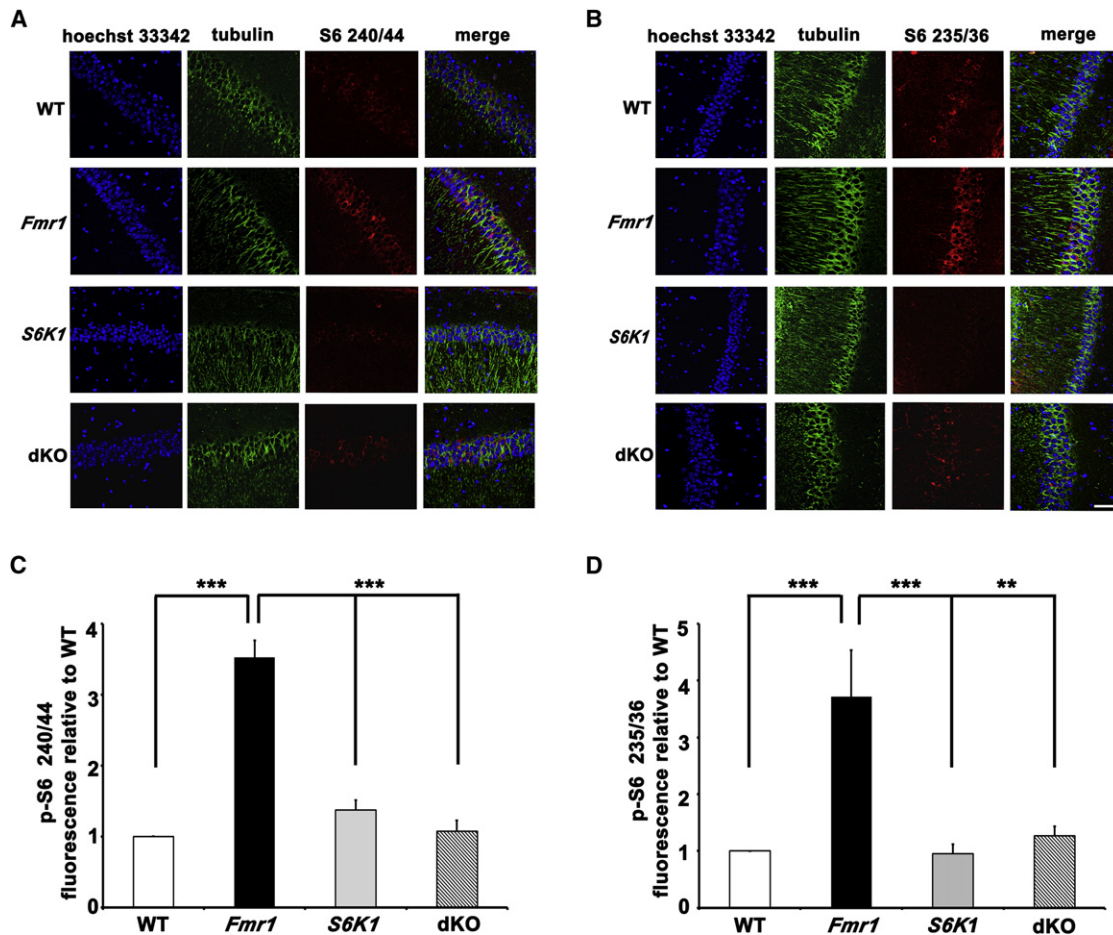 A
hoechst 33342 tubulin S6 240/44 merge
WT
Fmr1
S6K1
dKO
B
hoechst 33342 tubulin S6 235/36 merge
WT
Fmr1
S6K1
dKO
C
*** ***
p-S6 240/44
fluorescence relative to WT
4
3
2
1
0
WT Fmr1 S6K1 dKO
D
*** *** **
p-S6 235/36
fluorescence relative to WT
5
4
3
2
1
0
WT Fmr1 S6K1 dKO